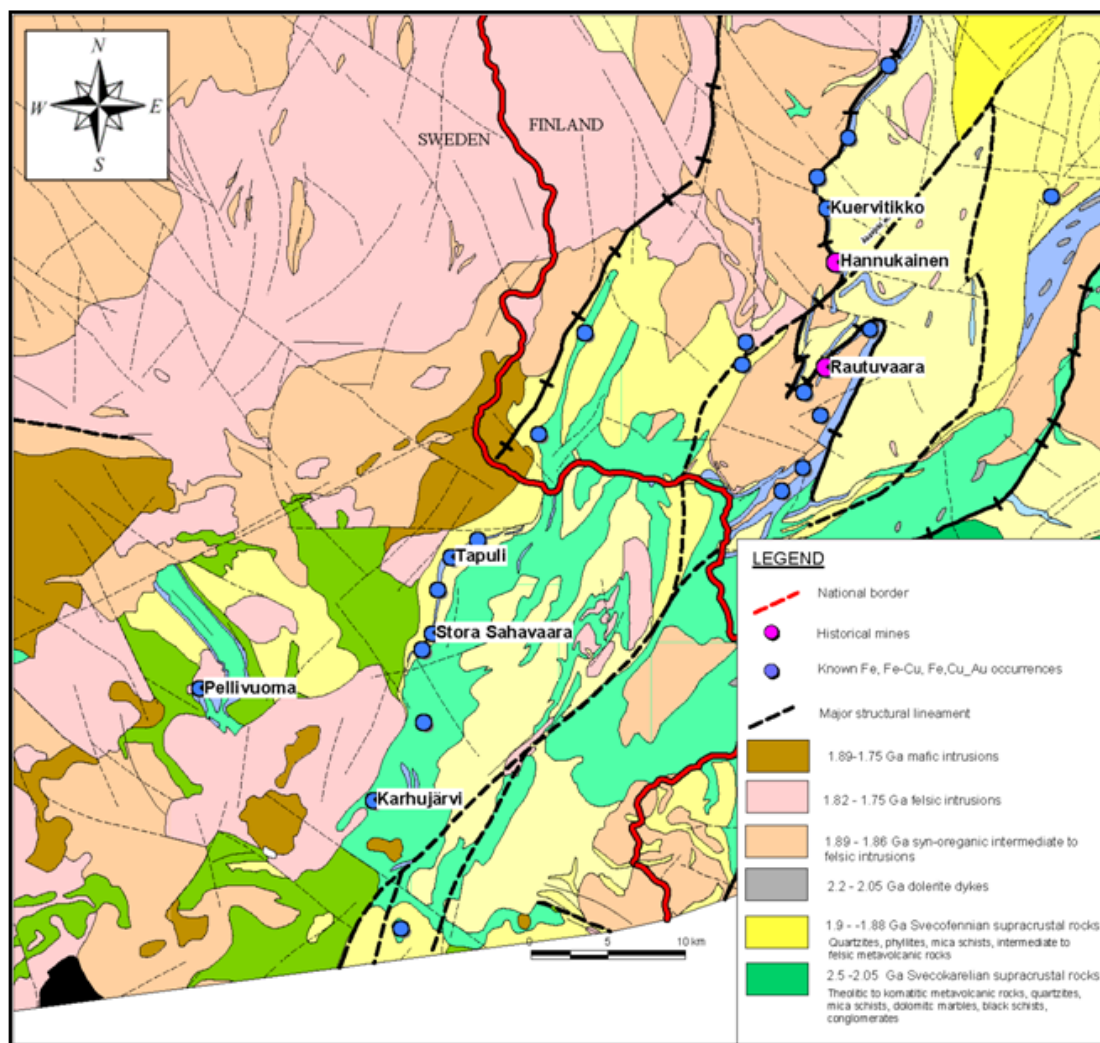 N
W
E
S
SWEDEN
FINLAND
Kuervitikko
Hannukainen
Rautuvaara
Tapuli
Stora Sahavaara
Pellivuoma
Karhujärvi
0 5 10 km
LEGEND
National border
Historical mines
Known Fe, Fe-Cu, Fe,Cu_Au occurrences
Major structural lineament
1.89-1.75 Ga mafic intrusions
1.82 - 1.75 Ga felsic intrusions
1.89 - 1.86 Ga syn-oreganic intermediate to
felsic intrusions
2.2 - 2.05 Ga dolerite dykes
1.9 - -1.88 Ga Svecofennian supracrustal rocks
Quartzites, phyllites, mica schists, intermediate to
felsic metavolcanic rocks
2.5 -2.05 Ga Svecokarelian supracrustal rocks
Theolitic to komatitic metavolcanic rocks, quartzites,
mica schists, dolomitc marbles, black schists,
conglomerates